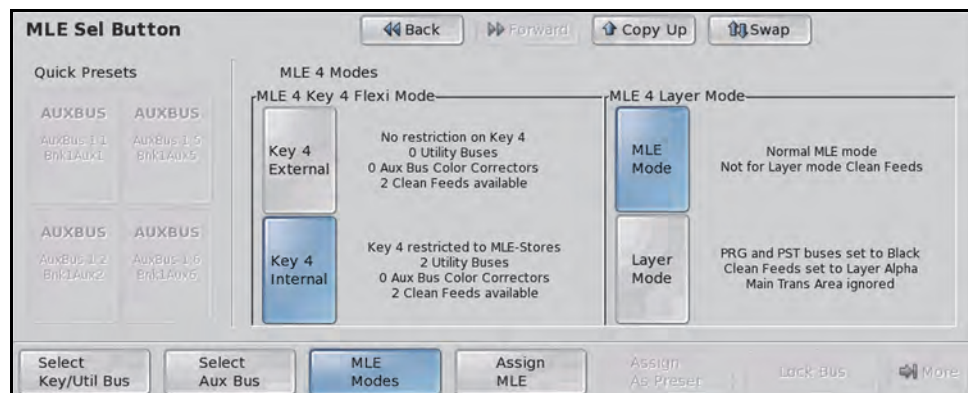 MLE Sel Button
Back
Forward
Copy Up
Swap
Quick Presets
AUXBUS
AuxBus 1 1
Bnk1Aux1
AUXBUS
AuxBus 1 5
Bnk1Aux5
AUXBUS
AuxBus 1 2
Bnk1Aux2
AUXBUS
AuxBus 1 6
Bnk1Aux6
MLE 4 Modes
MLE 4 Key 4 Flexi Mode
Key 4
External
No restriction on Key 4
0 Utility Buses
0 Aux Bus Color Correctors
2 Clean Feeds available
Key 4
Internal
Key 4 restricted to MLE-Stores
2 Utility Buses
0 Aux Bus Color Correctors
2 Clean Feeds available
MLE 4 Layer Mode
MLE
Mode
Normal MLE mode
Not for Layer mode Clean Feeds
Layer
Mode
PRG and PST buses set to Black
Clean Feeds set to Layer Alpha
Main Trans Area ignored
Select
Key/Util Bus
Select
Aux Bus
MLE
Modes
Assign
MLE
Assign
As Preset
Lock Bus
More